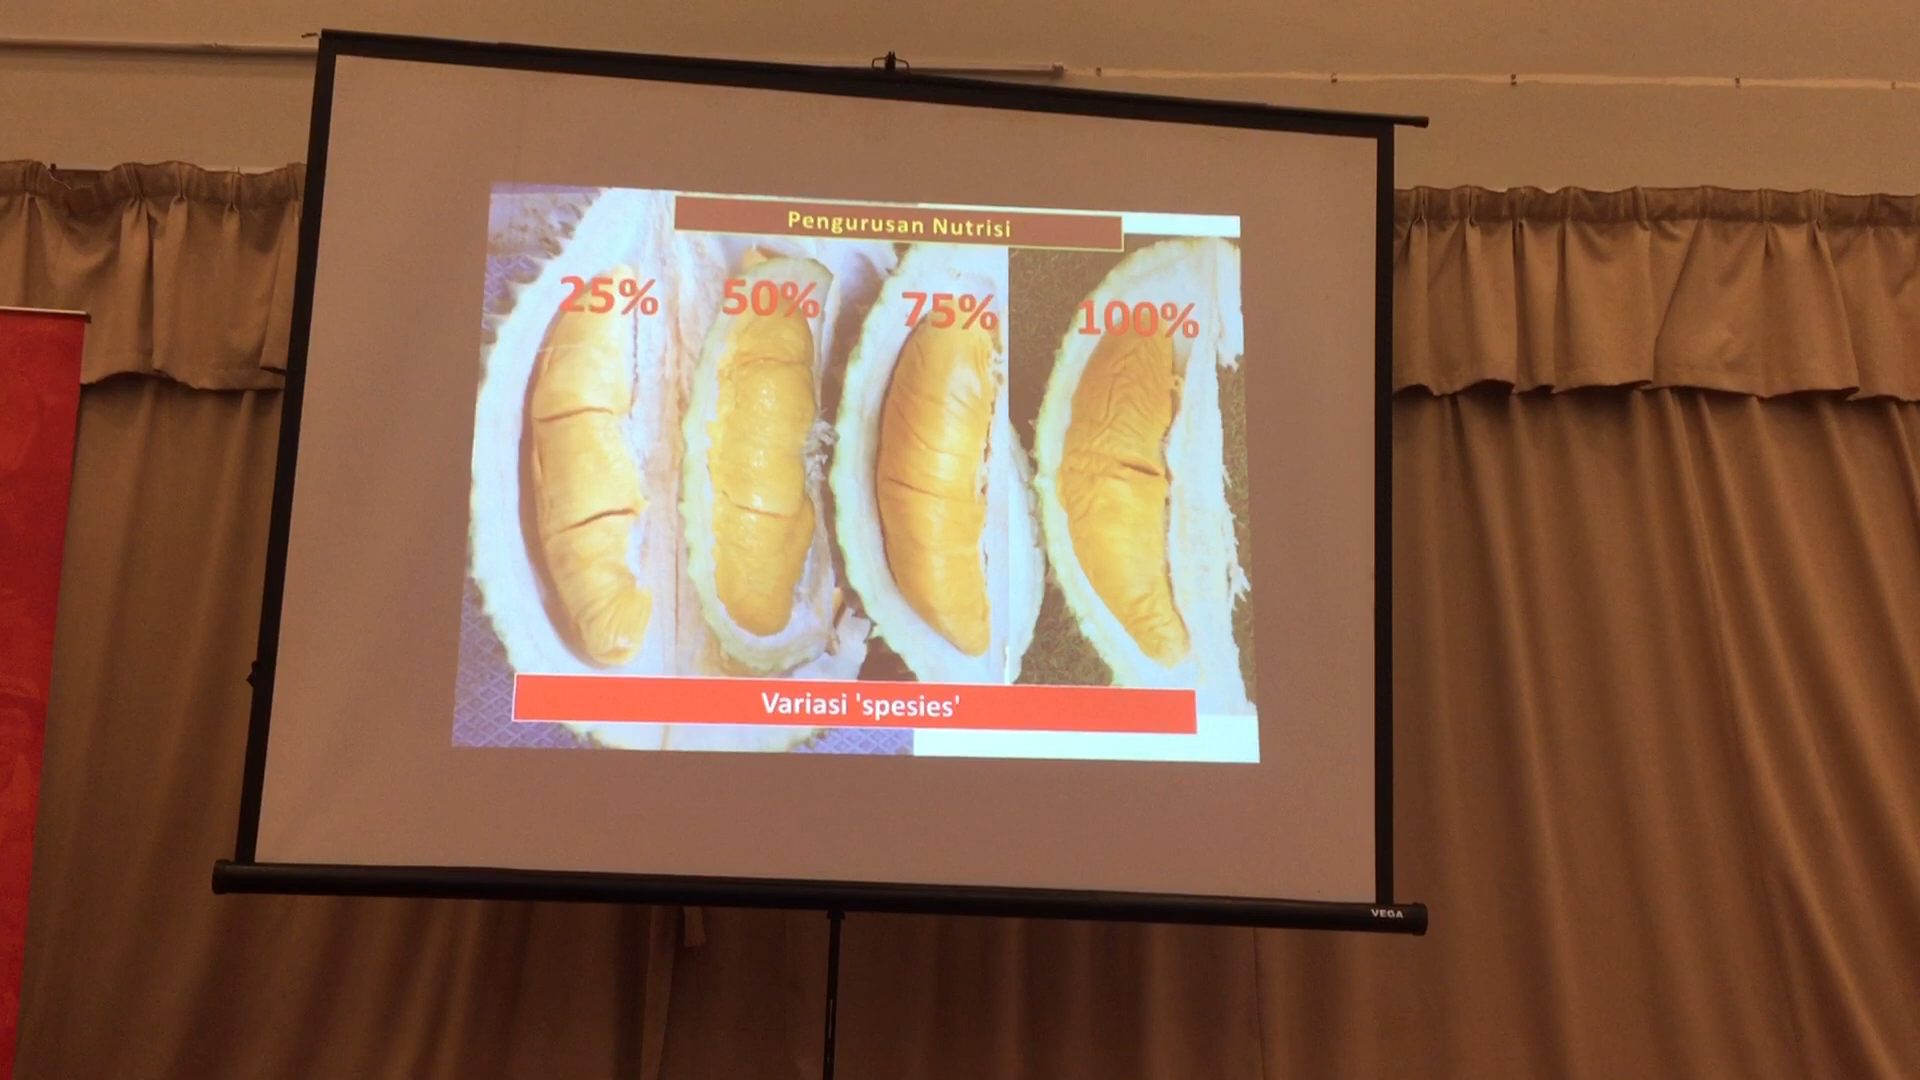 Pengurusan Nutrisi
25% 50% 75% 100%
Variasi 'spesies'
VEGA